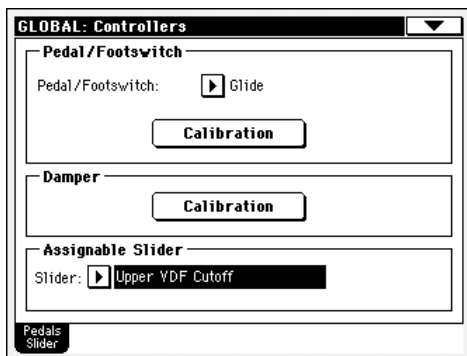 GLOBAL: Controllers
Pedal/Footswitch
Pedal/Footswitch: Glide
Calibration
Damper
Calibration
Assignable Slider
Slider: Upper VDF Cutoff
Pedals
Slider